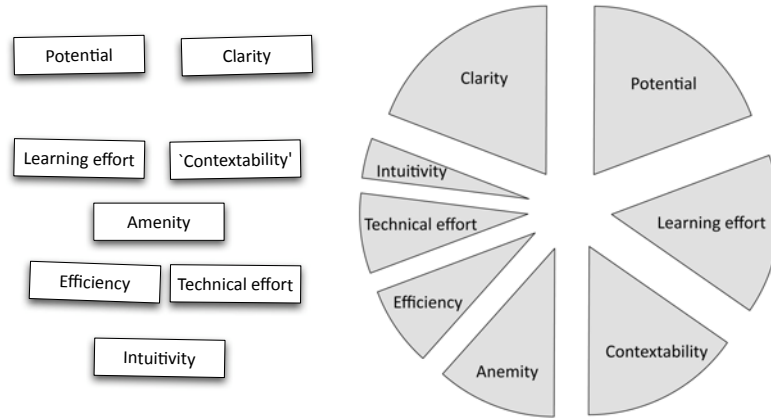 Potential
Clarity
Learning effort
`Contextability'
Amenity
Efficiency
Technical effort
Intuitivity
Clarity
Potential
Intuitivity
Technical effort
Learning effort
Efficiency
Contextability
Anemity